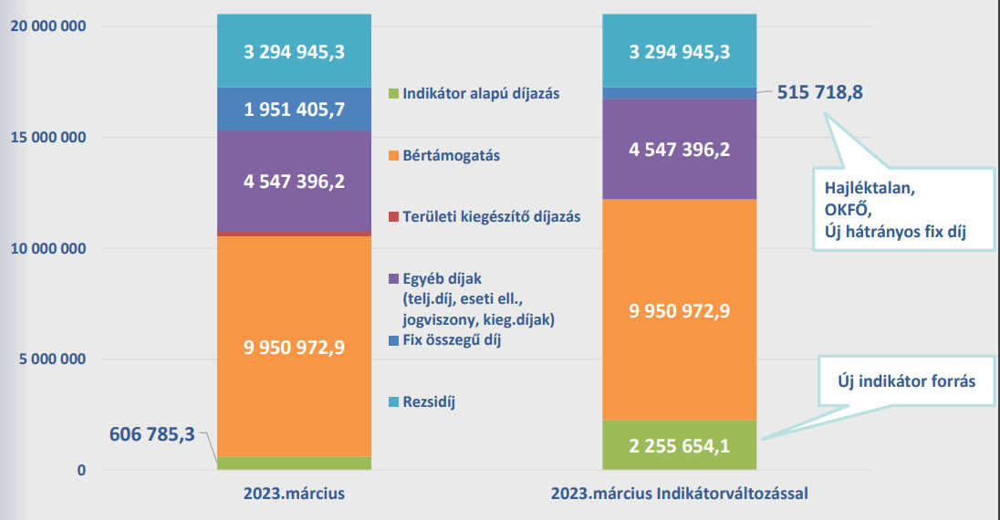 20 000 000
15 000 000
10 000 000
5 000 000
0
3 294 945,3
1 951 405,7
4 547 396,2
9 950 972,9
606 785,3
2023.március
Indikátor alapú díjazás
Bértámogatás
Területi kiegészítő díjazás
Egyéb díjak
(telj.díj, eseti ell.,
jogviszony, kieg.díjak)
Fix összegű díj
Rezsidíj
3 294 945,3
515 718,8
4 547 396,2
9 950 972,9
2 255 654,1
2023.március Indikátorváltozással
Hajléktalan,
OKFŐ,
Új hátrányos fix díj
Új indikátor forrás